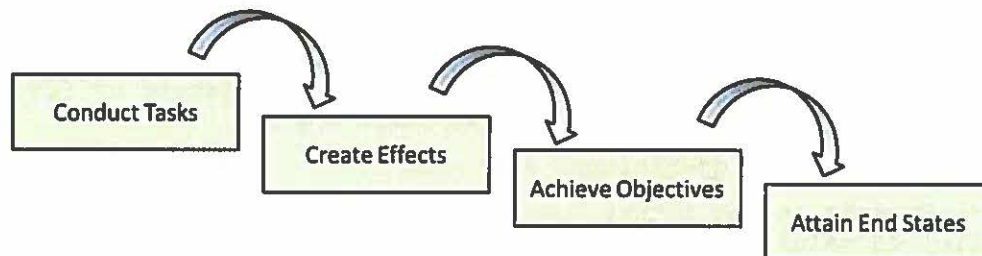 Conduct Tasks
Create Effects
Achieve Objectives
Attain End States